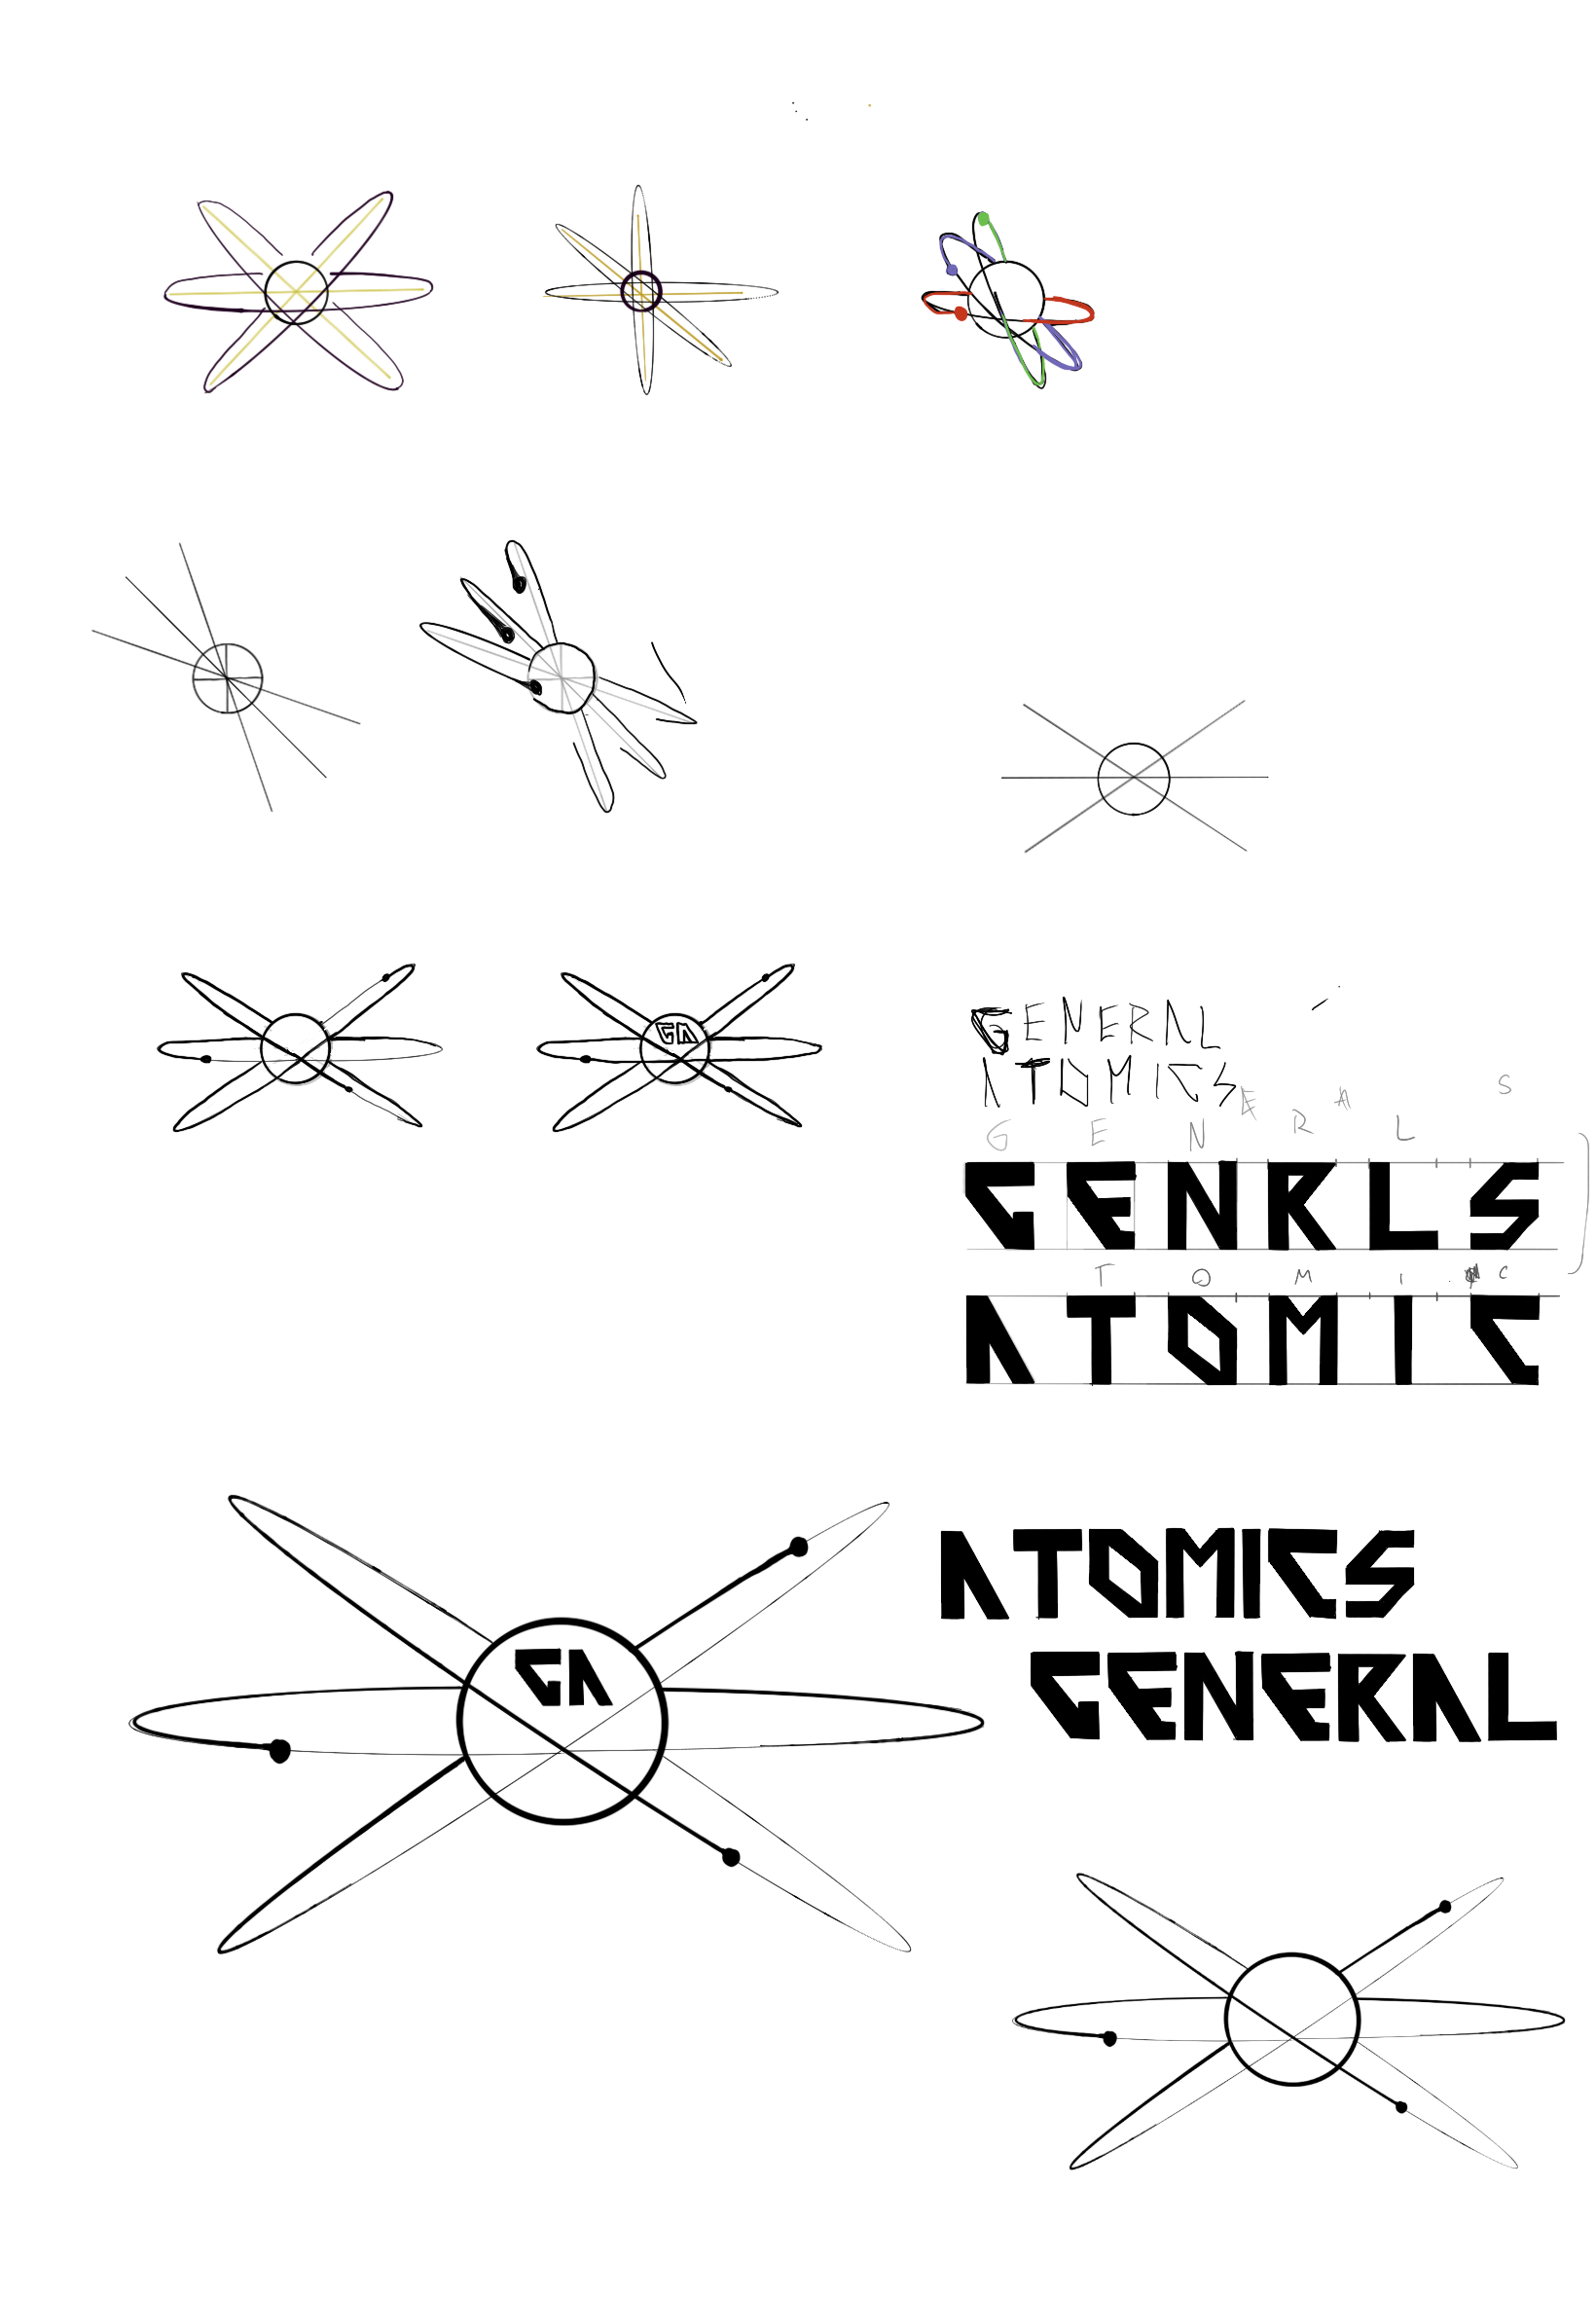 GA
GENERAL
ATOMICS
E A S
G E N R L
GENRLS
T O M I C
ATOMIC
ATOMICS
GA
GENERAL